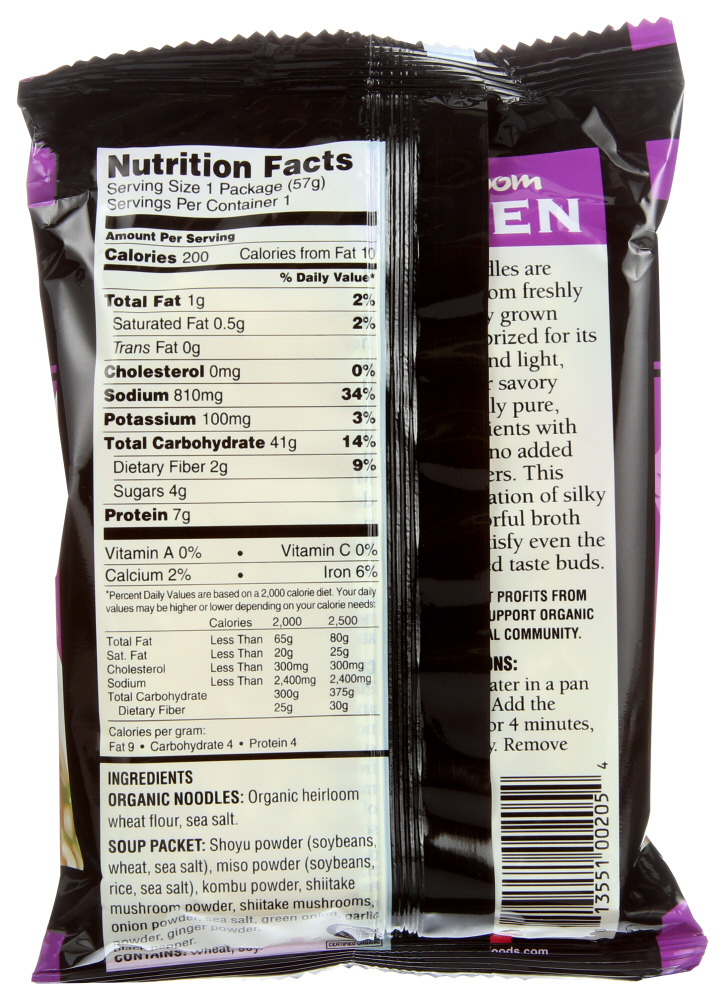 Nutrition Facts
Serving Size 1 Package (57g)
Servings Per Container 1
Amount Per Serving
Calories 200 Calories from Fat 10
% Daily Value*
Total Fat 1g 2%
Saturated Fat 0.5g 2%
Trans Fat 0g
Cholesterol 0mg 0%
Sodium 810mg 34%
Potassium 100mg 3%
Total Carbohydrate 41g 14%
Dietary Fiber 2g 9%
Sugars 4g
Protein 7g
Vitamin A 0% • Vitamin C 0%
Calcium 2% • Iron 6%
*Percent Daily Values are based on a 2,000 calorie diet. Your daily
values may be higher or lower depending on your calorie needs:
Calories 2,000 2,500
Total Fat Less Than 65g 80g
Sat. Fat Less Than 20g 25g
Cholesterol Less Than 300mg 300mg
Sodium Less Than 2,400mg 2,400mg
Total Carbohydrate 300g 375g
Dietary Fiber 25g 30g
Calories per gram:
Fat 9 • Carbohydrate 4 • Protein 4
INGREDIENTS
ORGANIC NOODLES: Organic heirloom
wheat flour, sea salt.
SOUP PACKET: Shoyu powder (soybeans,
wheat, sea salt), miso powder (soybeans,
rice, sea salt), kombu powder, shiitake
mushroom powder, shiitake mushrooms,
onion powder, sea salt, green onion, garlic
powder, ginger powder,
black pepper.
CONTAINS: wheat, soy.
CERTIFIED ORGANIC
oom
EN
dles are
om freshly
y grown
prized for its
nd light,
r savory
ly pure,
ients with
no added
ers. This
ation of silky
orful broth
isfy even the
d taste buds.
T PROFITS FROM
UPPORT ORGANIC
AL COMMUNITY.
ONS:
ater in a pan
Add the
or 4 minutes,
y. Remove
13551 00205 4
oods.com